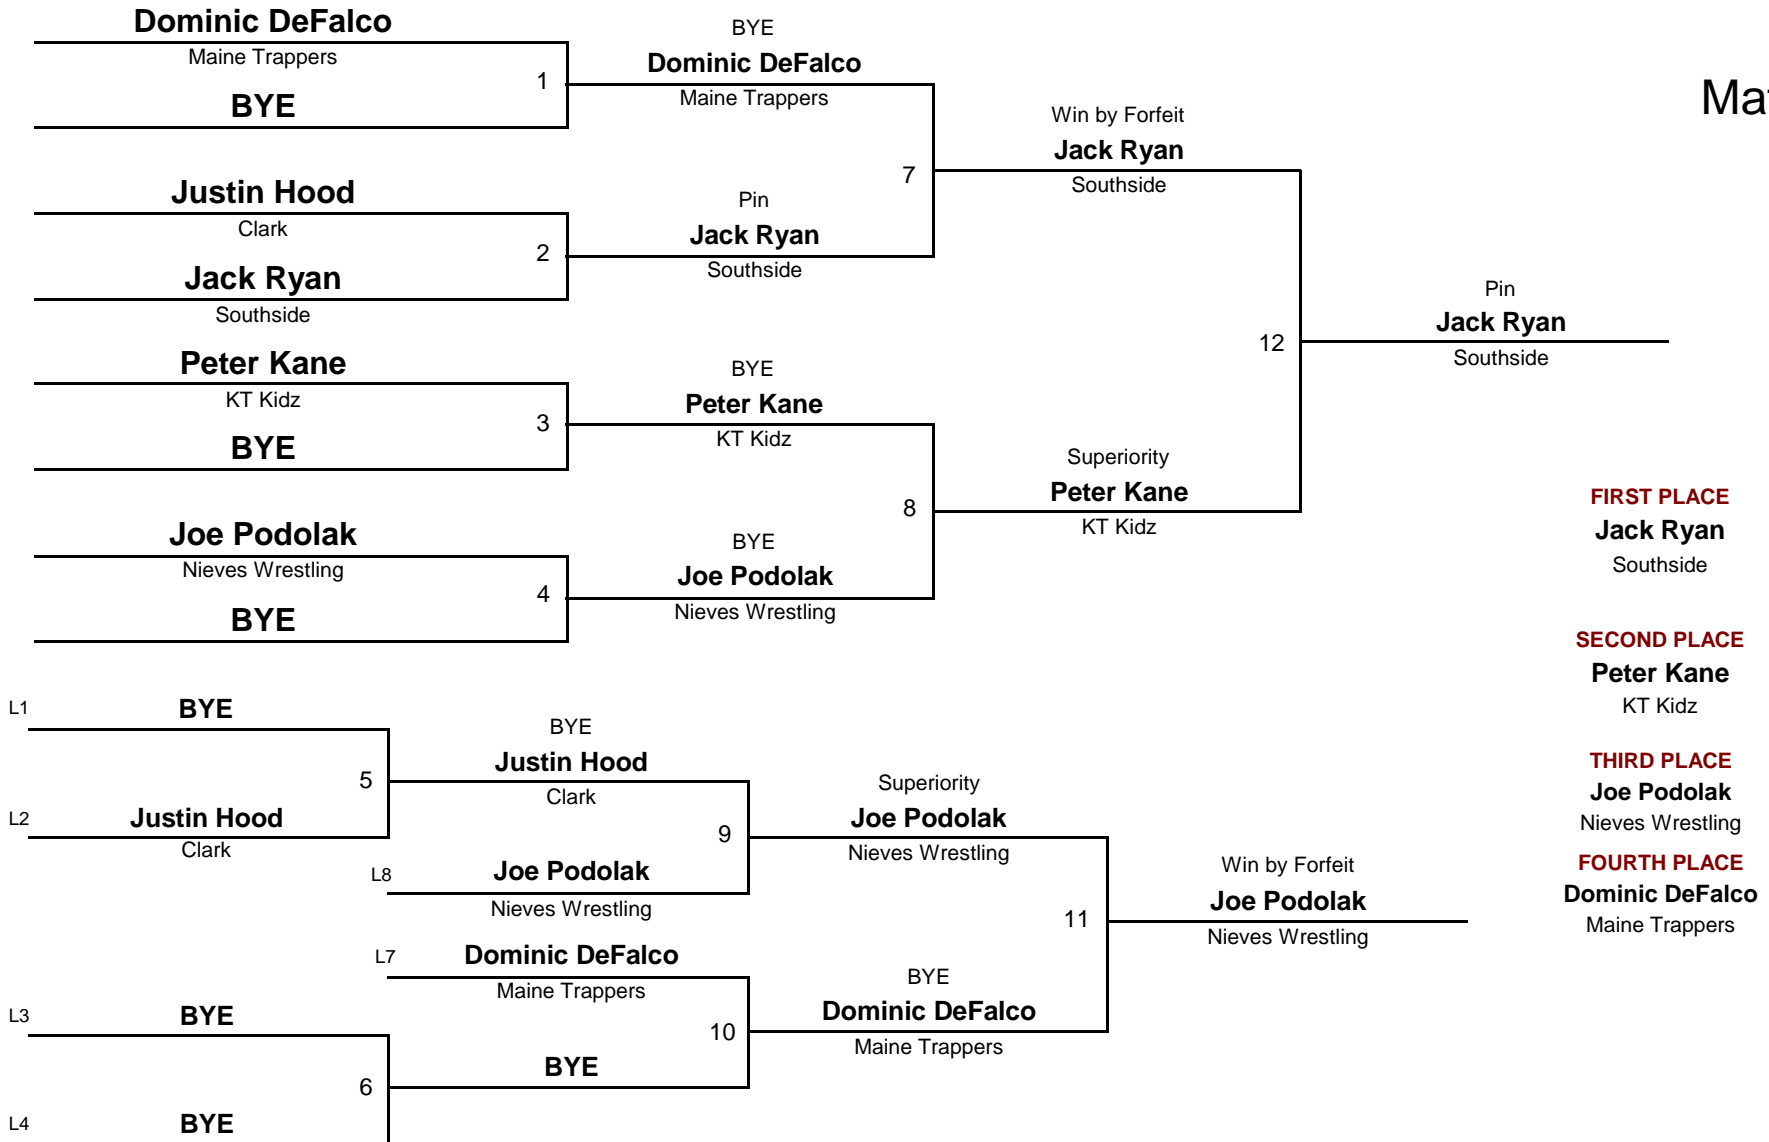 Dominic DeFalco
Maine Trappers
1
BYE
BYE
Dominic DeFalco
Maine Trappers
Justin Hood
Clark
2
Jack Ryan
Southside
Pin
Jack Ryan
Southside
7
Win by Forfeit
Jack Ryan
Southside
Peter Kane
KT Kidz
3
BYE
BYE
Peter Kane
KT Kidz
Joe Podolak
Nieves Wrestling
4
BYE
BYE
Joe Podolak
Nieves Wrestling
8
Superiority
Peter Kane
KT Kidz
12
Pin
Jack Ryan
Southside
FIRST PLACE
Jack Ryan
Southside
SECOND PLACE
Peter Kane
KT Kidz
THIRD PLACE
Joe Podolak
Nieves Wrestling
FOURTH PLACE
Dominic DeFalco
Maine Trappers
L1 BYE
5
L2 Justin Hood
Clark
BYE
Justin Hood
Clark
9
L8 Joe Podolak
Nieves Wrestling
Superiority
Joe Podolak
Nieves Wrestling
L7 Dominic DeFalco
Maine Trappers
10
BYE
L3 BYE
6
L4 BYE
BYE
Dominic DeFalco
Maine Trappers
11
Win by Forfeit
Joe Podolak
Nieves Wrestling